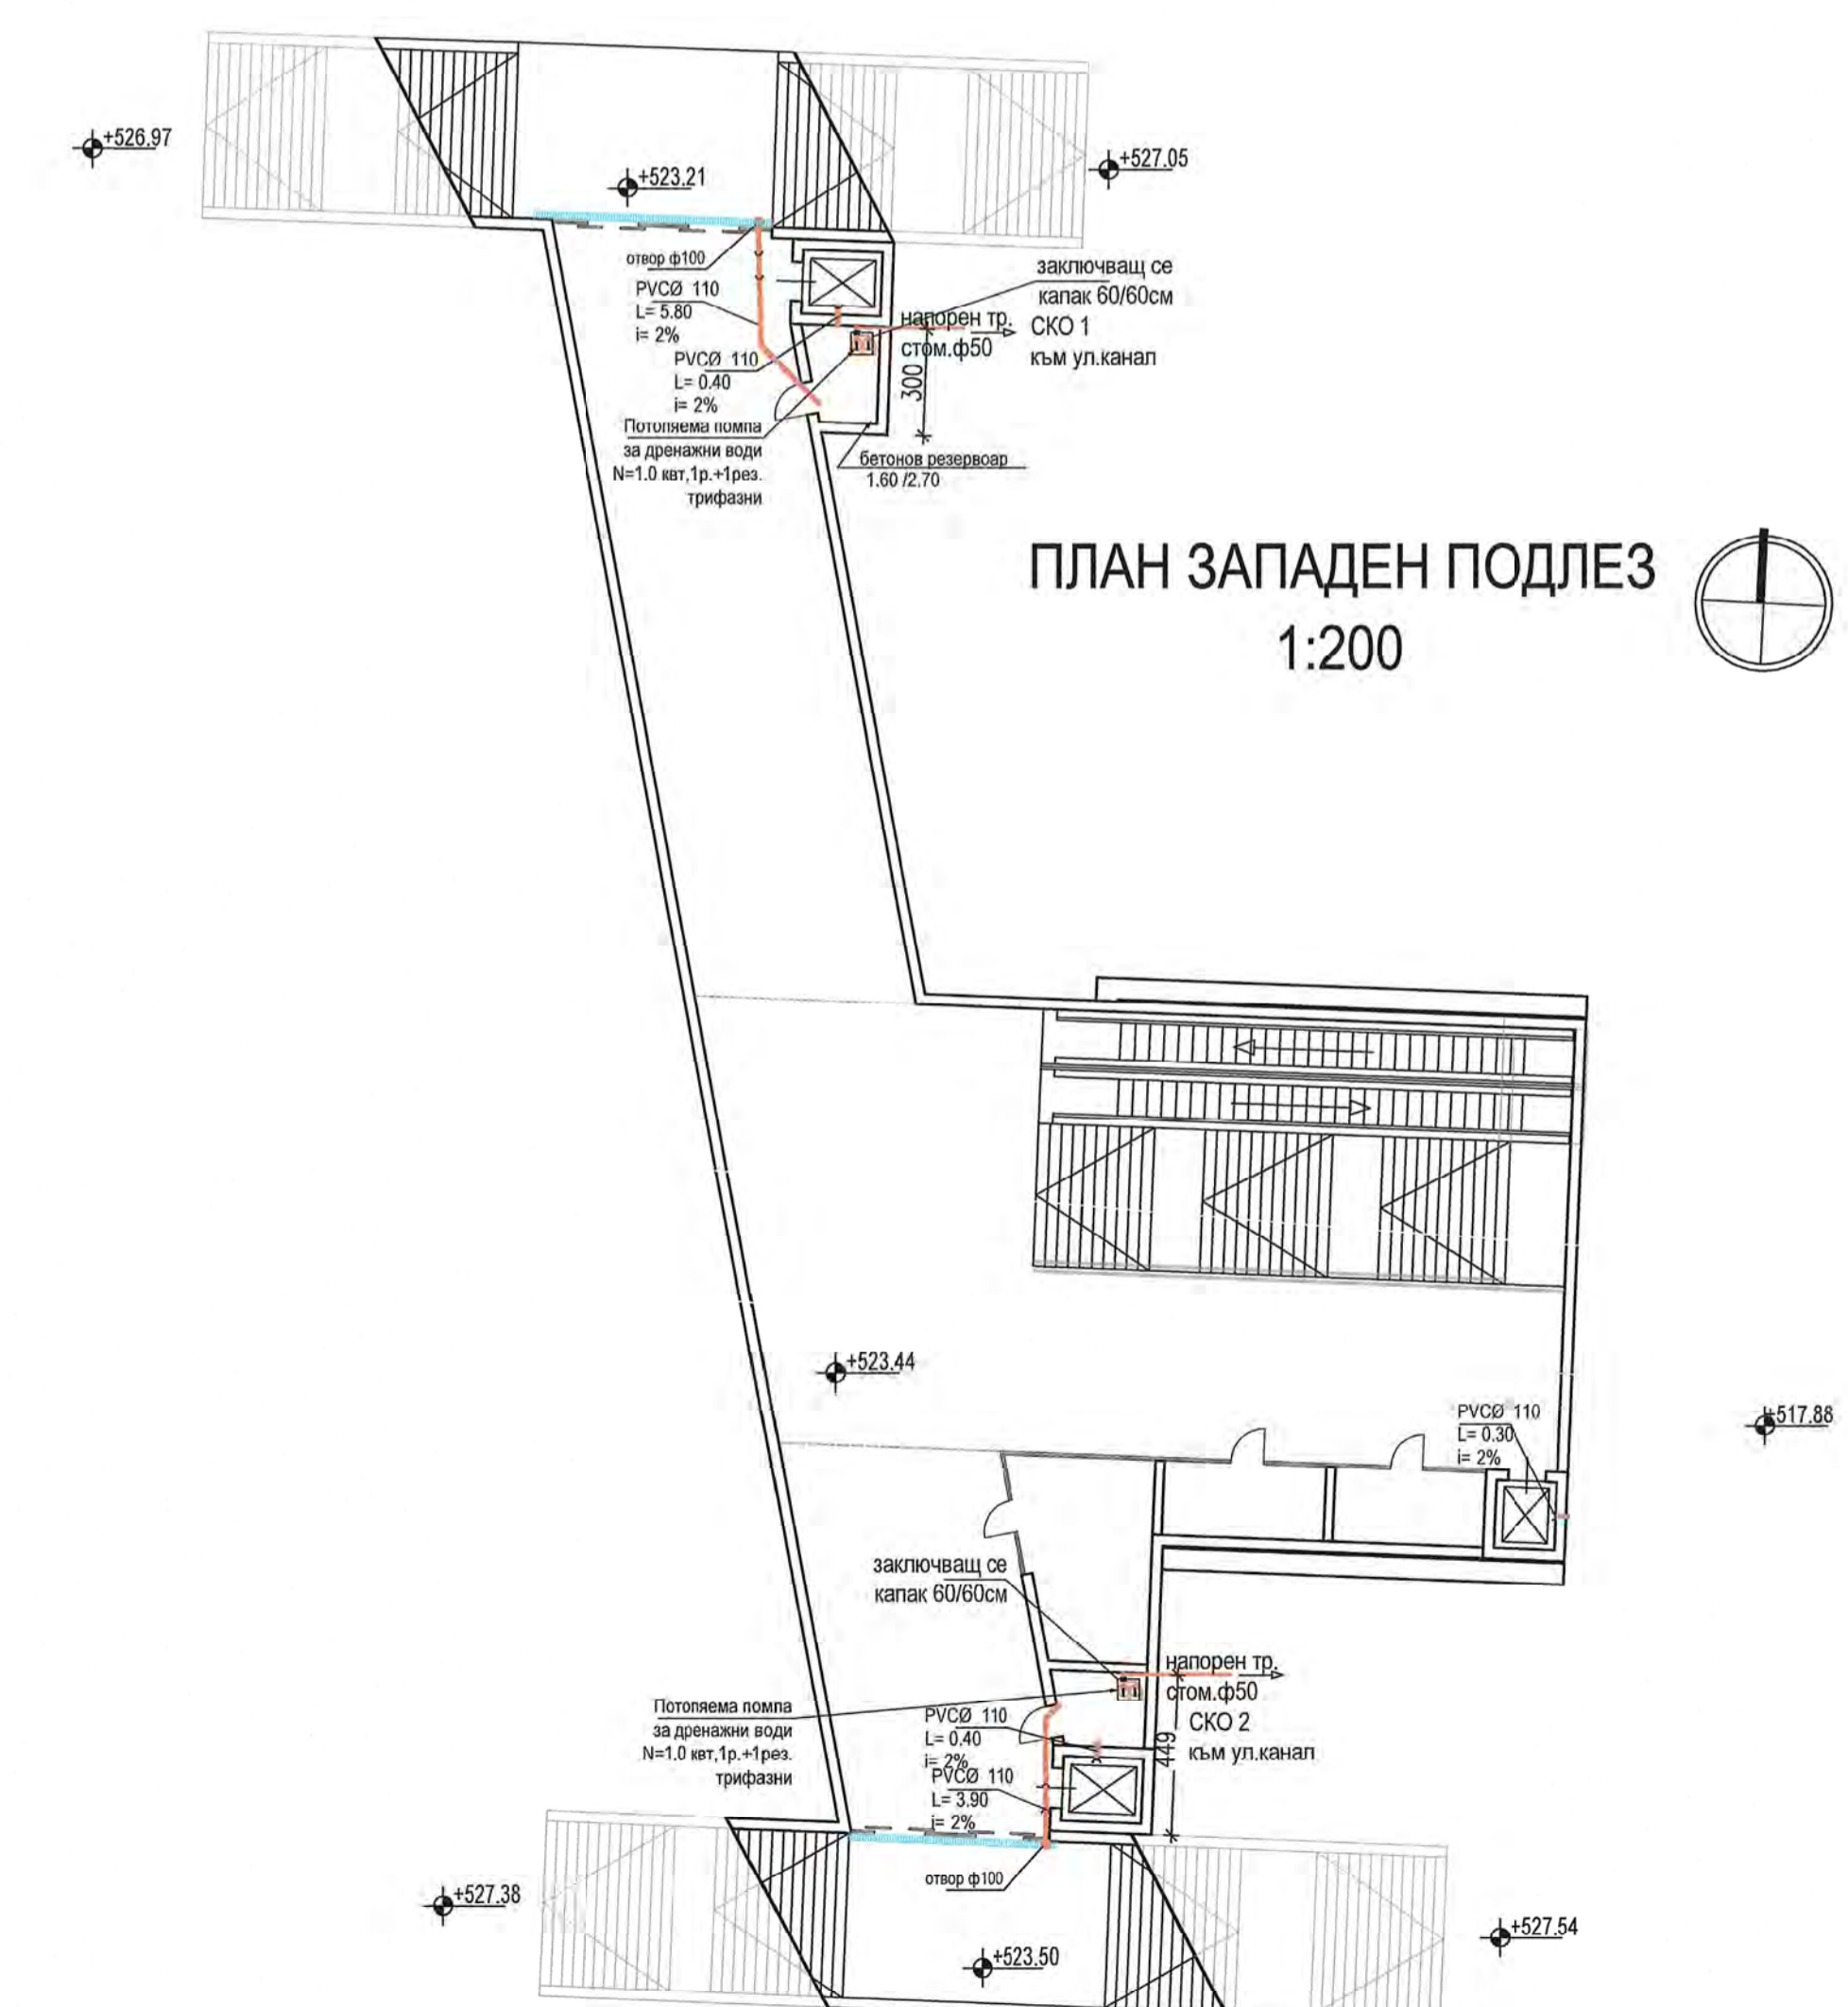 +526.97
+527.05
+523.21
отвор ф100
PVCØ 110
L= 5.80
i= 2%
заключващ се
капак 60/60см
напорен тр.
стом.ф50
СКО 1
към ул.канал
300
PVCØ 110
L= 0.40
i= 2%
Потопяема помпа
за дренажни води
N=1.0 квт,1р.+1рез.
трифазни
бетонов резервоар
1.60 /2.70
ПЛАН ЗАПАДЕН ПОДЛЕЗ
1:200
+523.44
PVCØ 110
L= 0.30
i= 2%
+517.88
заключващ се
капак 60/60см
напорен тр.
стом.ф50
СКО 2
към ул.канал
449
Потопяема помпа
за дренажни води
N=1.0 квт,1р.+1рез.
трифазни
PVCØ 110
L= 0.40
i= 2%
PVCØ 110
L= 3.90
i= 2%
отвор ф100
+527.38
+527.54
+523.50